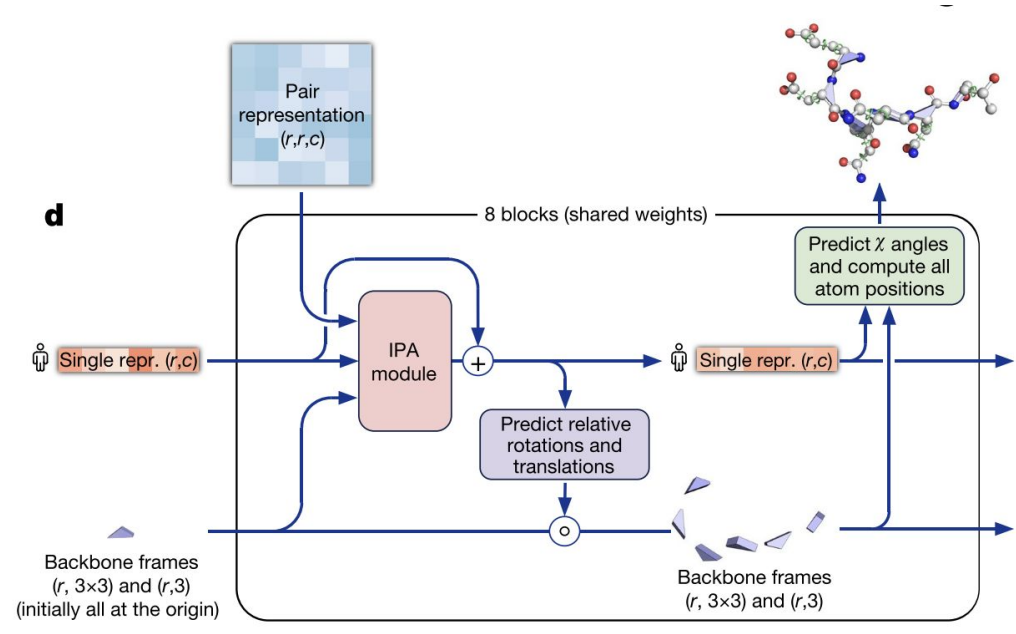 Pair
representation
(r,r,c)
d
8 blocks (shared weights)
Predict χ angles
and compute all
atom positions
Single repr. (r,c)
IPA
module
+
Single repr. (r,c)
Predict relative
rotations and
translations
Backbone frames
(r, 3×3) and (r,3)
(initially all at the origin)
Backbone frames
(r, 3×3) and (r,3)